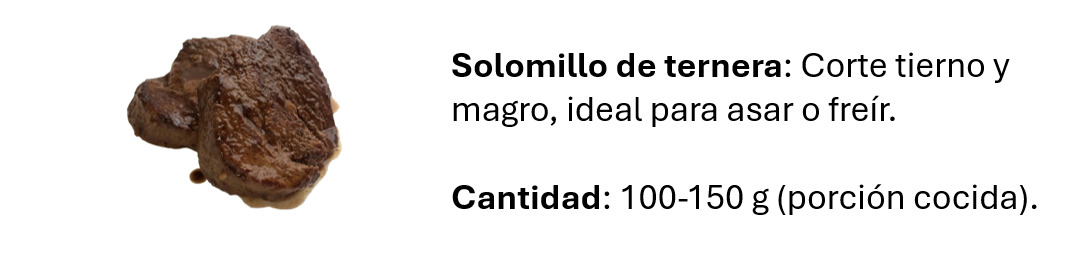 Solomillo de ternera: Corte tierno y
magro, ideal para asar o freír.
Cantidad: 100-150 g (porción cocida).